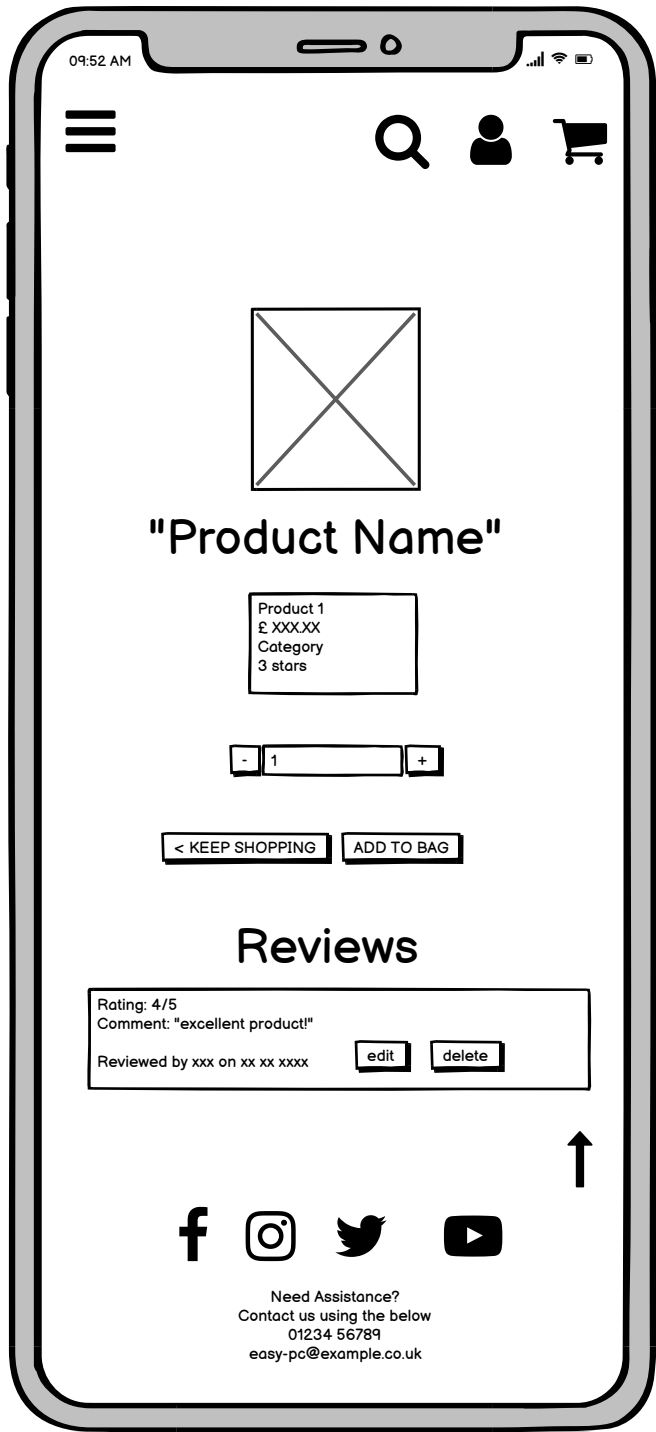 09:52 AM
"Product Name"
Product 1
£ XXX.XX
Category
3 stars
- 1 +
< KEEP SHOPPING ADD TO BAG
Reviews
Rating: 4/5
Comment: "excellent product!"
Reviewed by xxx on xx xx xxxx edit delete
Need Assistance?
Contact us using the below
01234 56789
easy-pc@example.co.uk